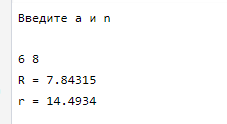 Введите a и n
6 8
R = 7.84315
r = 14.4934